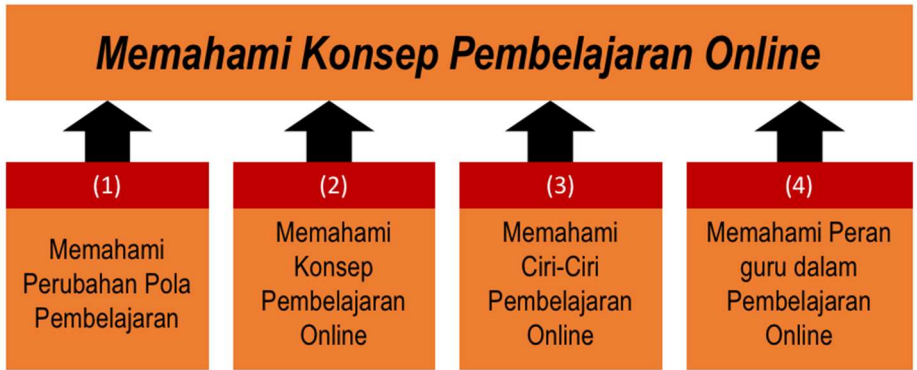 Memahami Konsep Pembelajaran Online
(1)
Memahami
Perubahan Pola
Pembelajaran
(2)
Memahami
Konsep
Pembelajaran
Online
(3)
Memahami
Ciri-Ciri
Pembelajaran
Online
(4)
Memahami Peran
guru dalam
Pembelajaran
Online